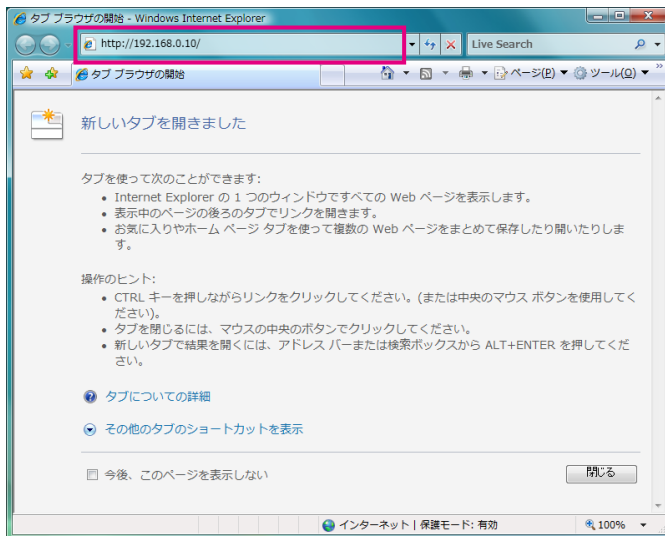 タブ ブラウザの開始 - Windows Internet Explorer
http://192.168.0.10/
Live Search
タブ ブラウザの開始
ページ(P)
ツール(O)
新しいタブを開きました
タブを使って次のことができます:
• Internet Explorer の 1 つのウィンドウですべての Web ページを表示します。
• 表示中のページの後ろのタブでリンクを開きます。
• お気に入りやホーム ページ タブを使って複数の Web ページをまとめて保存したり開いたりしま
す。
操作のヒント:
• CTRL キーを押しながらリンクをクリックしてください。(または中央のマウス ボタンを使用してく
ださい)。
• タブを閉じるには、マウスの中央のボタンでクリックしてください。
• 新しいタブで結果を開くには、アドレス バーまたは検索ボックスから ALT+ENTER を押してくだ
さい。
タブについての詳細
その他のタブのショートカットを表示
今後、このページを表示しない
閉じる
インターネット | 保護モード: 有効
100%